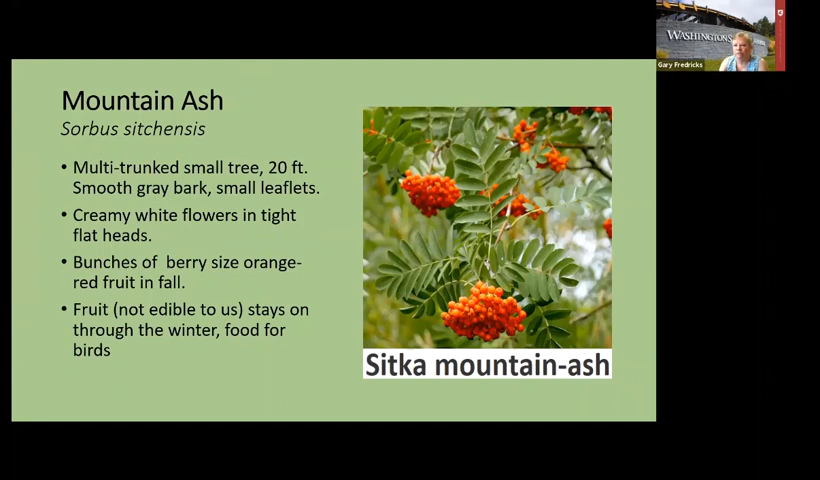 WASHINGTON
Gary Fredricks
Mountain Ash
Sorbus sitchensis
• Multi-trunked small tree, 20 ft.
Smooth gray bark, small leaflets.
• Creamy white flowers in tight
flat heads.
• Bunches of  berry size orange-
red fruit in fall.
• Fruit (not edible to us) stays on
through the winter, food for
birds
Sitka mountain-ash